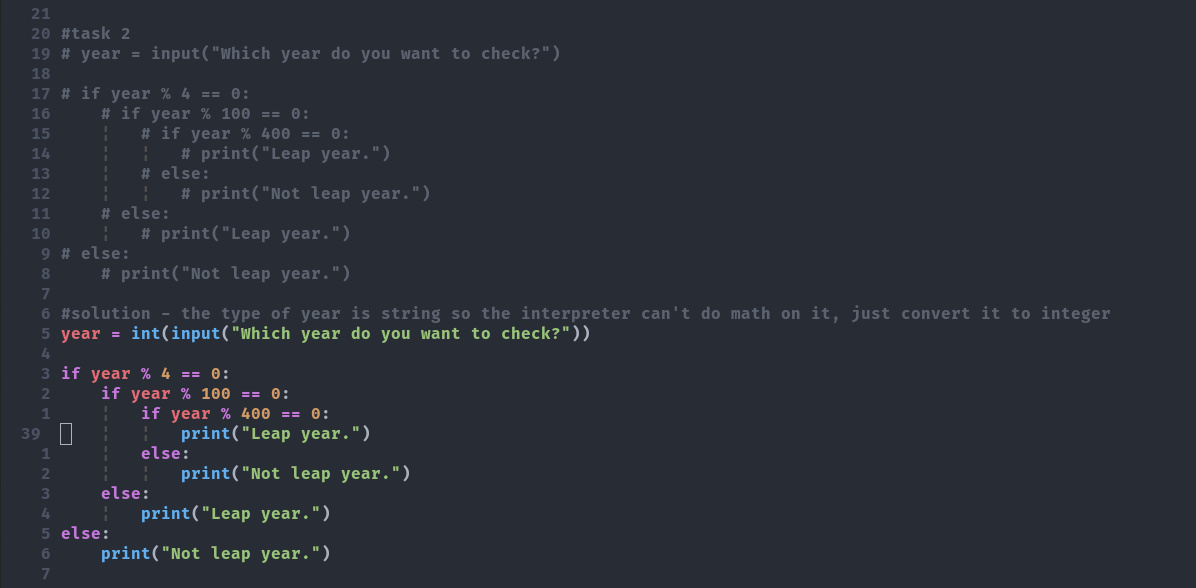 21
20 #task 2
19 # year = input("Which year do you want to check?")
18
17 # if year % 4 == 0:
16     # if year % 100 == 0:
15     ¦   # if year % 400 == 0:
14     ¦   ¦   # print("Leap year.")
13     ¦   # else:
12     ¦   ¦   # print("Not leap year.")
11     # else:
10     ¦   # print("Leap year.")
9 # else:
8     # print("Not leap year.")
7
6 #solution - the type of year is string so the interpreter can't do math on it, just convert it to integer
5 year = int(input("Which year do you want to check?"))
4
3 if year % 4 == 0:
2     if year % 100 == 0:
1     ¦   if year % 400 == 0:
39     ¦   ¦   print("Leap year.")
1     ¦   else:
2     ¦   ¦   print("Not leap year.")
3     else:
4     ¦   print("Leap year.")
5 else:
6     print("Not leap year.")
7